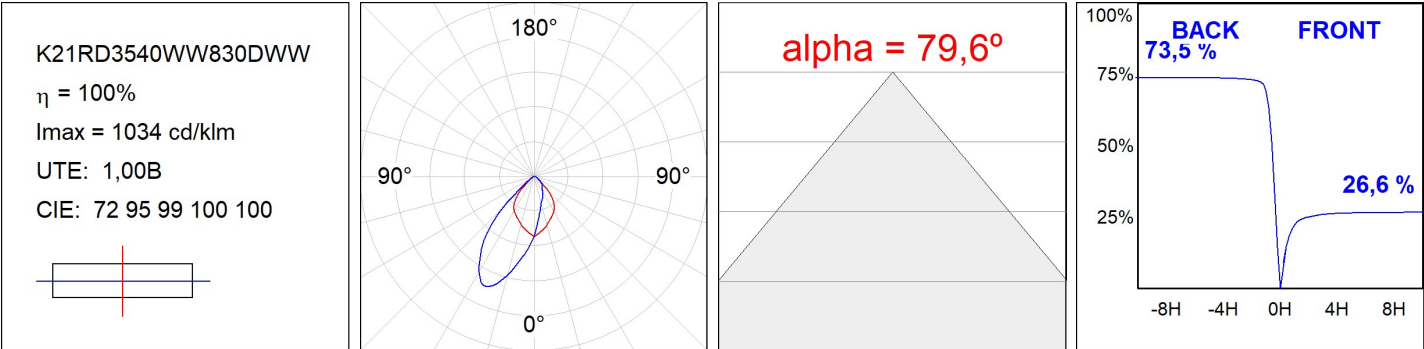 K21RD3540WW830DWW
η = 100%
Imax = 1034 cd/klm
UTE: 1,00B
CIE: 72 95 99 100 100
180°
90°
90°
0°
alpha = 79,6º
100%
BACK
FRONT
73,5 %
75%
50%
26,6 %
25%
-8H
-4H
0H
4H
8H